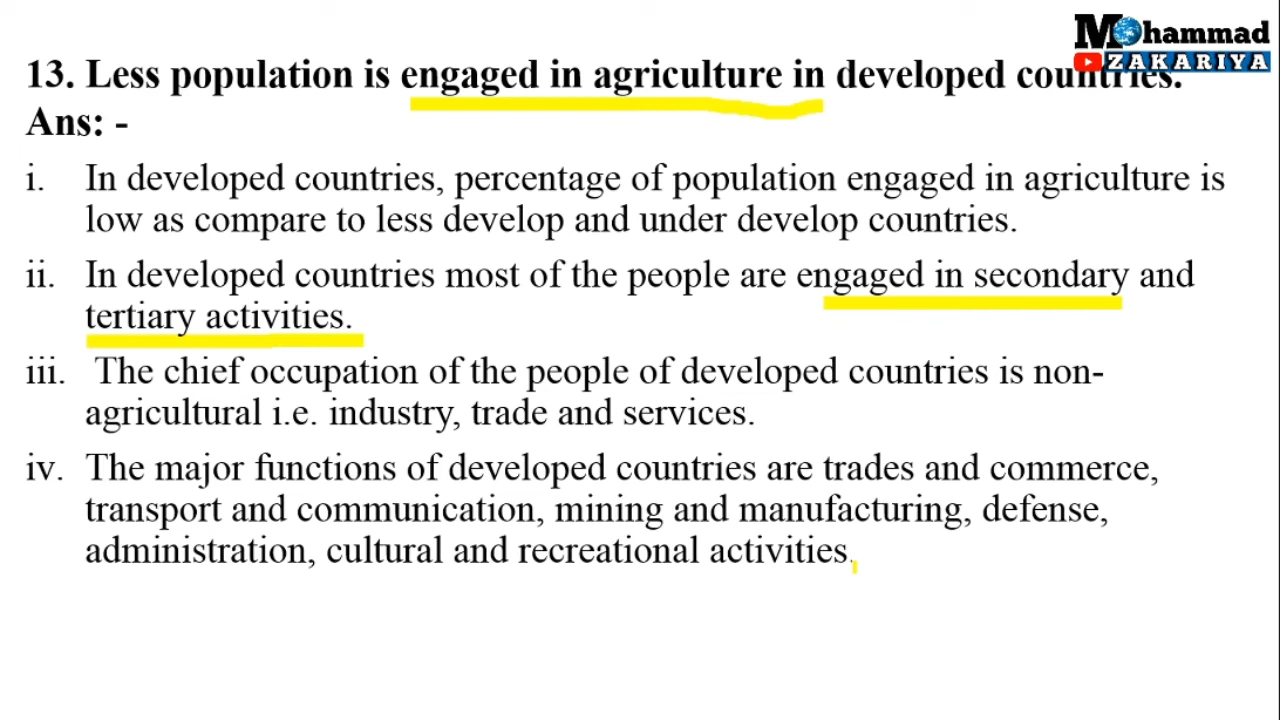 Mohammad
ZAKARIYA
13. Less population is engaged in agriculture in developed countries.
Ans: -
i. In developed countries, percentage of population engaged in agriculture is
low as compare to less develop and under develop countries.
ii. In developed countries most of the people are engaged in secondary and
tertiary activities.
iii. The chief occupation of the people of developed countries is non-
agricultural i.e. industry, trade and services.
iv. The major functions of developed countries are trades and commerce,
transport and communication, mining and manufacturing, defense,
administration, cultural and recreational activities.